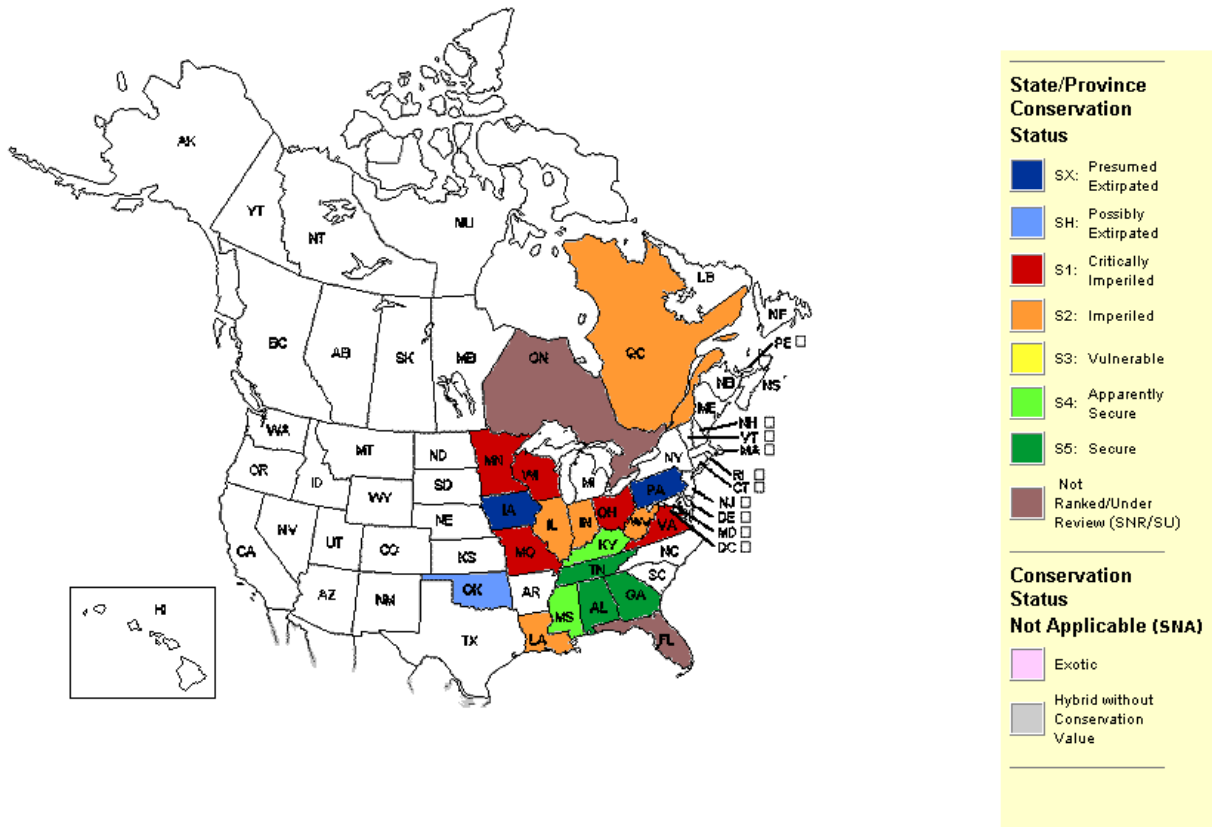 AK
YT
NT
NU
LB
NF
BC
AB
SK
MB
ON
QC
PE
NB
NS
ME
WA
MT
ND
MN
NH
VT
MA
OR
ID
SD
WI
MI
NY
RI
CT
WY
NE
IA
PA
NJ
DE
MD
DC
NV
UT
CO
KS
MO
IL
IN
OH
WV
VA
KY
CA
AZ
NM
OK
AR
TN
NC
SC
TX
LA
MS
AL
GA
FL
HI
State/Province
Conservation
Status
SX: Presumed
Extirpated
SH: Possibly
Extirpated
S1: Critically
Imperiled
S2: Imperiled
S3: Vulnerable
S4: Apparently
Secure
S5: Secure
Not
Ranked/Under
Review (SNR/SU)
Conservation
Status
Not Applicable (SNA)
Exotic
Hybrid without
Conservation
Value